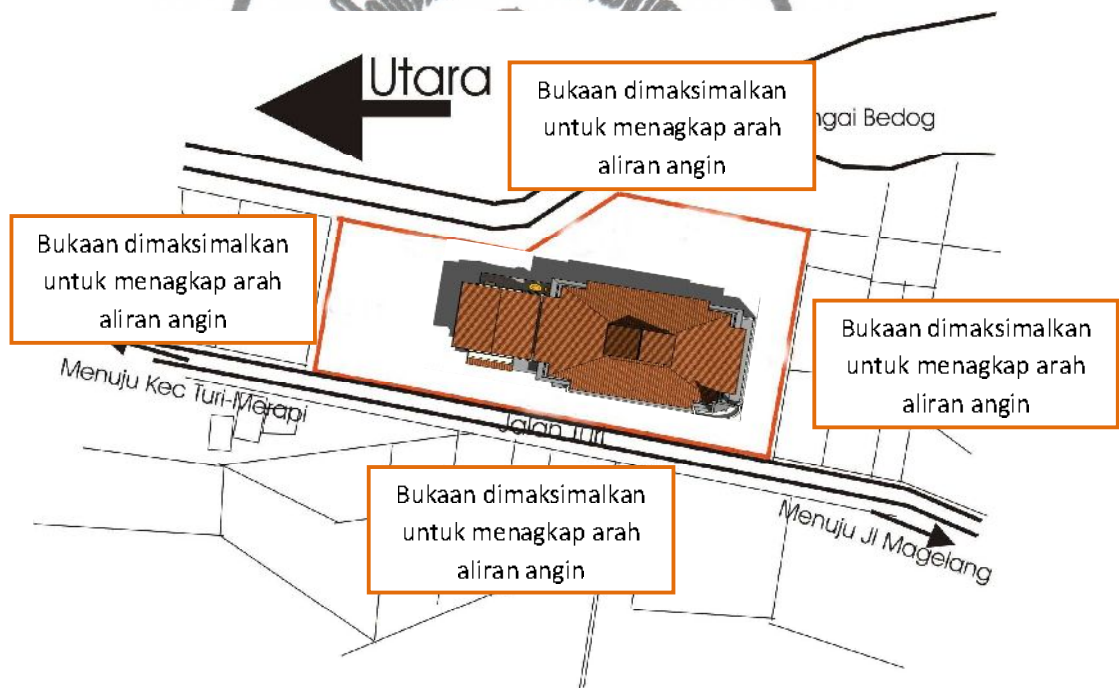 Utara
Bukaan dimaksimalkan
untuk menagkap arah
aliran angin
ngai Bedog
Bukaan dimaksimalkan
untuk menagkap arah
aliran angin
Bukaan dimaksimalkan
untuk menagkap arah
aliran angin
Menuju Kec Turi-Merapi
Jalan Turi
Bukaan dimaksimalkan
untuk menagkap arah
aliran angin
Menuju Jl Magelang